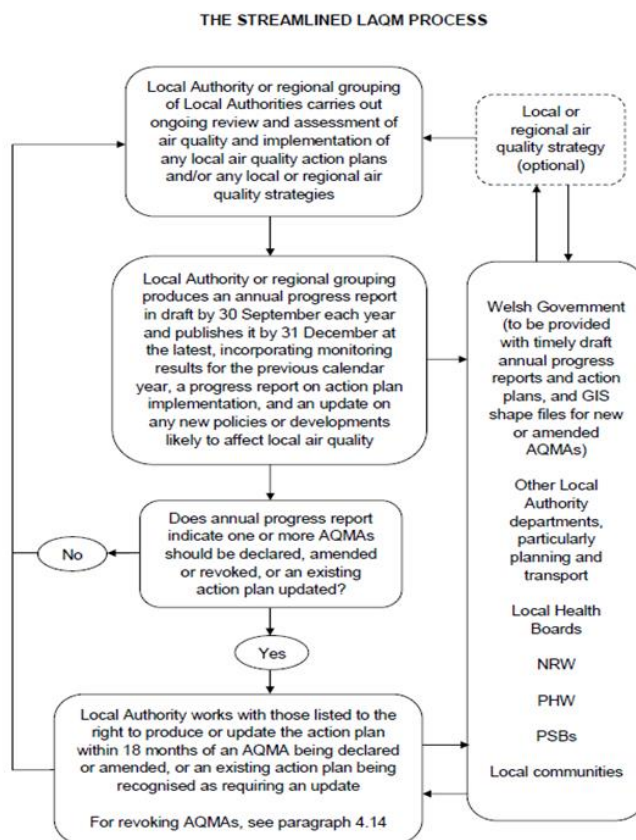 THE STREAMLINED LAQM PROCESS
Local Authority or regional grouping
of Local Authorities carries out
ongoing review and assessment of
air quality and implementation of
any local air quality action plans
and/or any local or regional air
quality strategies
Local or
regional air
quality strategy
(optional)
Local Authority or regional grouping
produces an annual progress report
in draft by 30 September each year
and publishes it by 31 December at
the latest, incorporating monitoring
results for the previous calendar
year, a progress report on action plan
implementation, and an update on
any new policies or developments
likely to affect local air quality
Welsh Government
(to be provided
with timely draft
annual progress
reports and action
plans, and GIS
shape files for new
or amended
AQMAs)
Other Local
Authority
departments,
particularly
planning and
transport
Local Health
Boards
NRW
PHW
PSBs
Local communities
Does annual progress report
indicate one or more AQMAs
should be declared, amended
or revoked, or an existing
action plan updated?
No
Yes
Local Authority works with those listed to the
right to produce or update the action plan
within 18 months of an AQMA being declared
or amended, or an existing action plan being
recognised as requiring an update
For revoking AQMAs, see paragraph 4.14